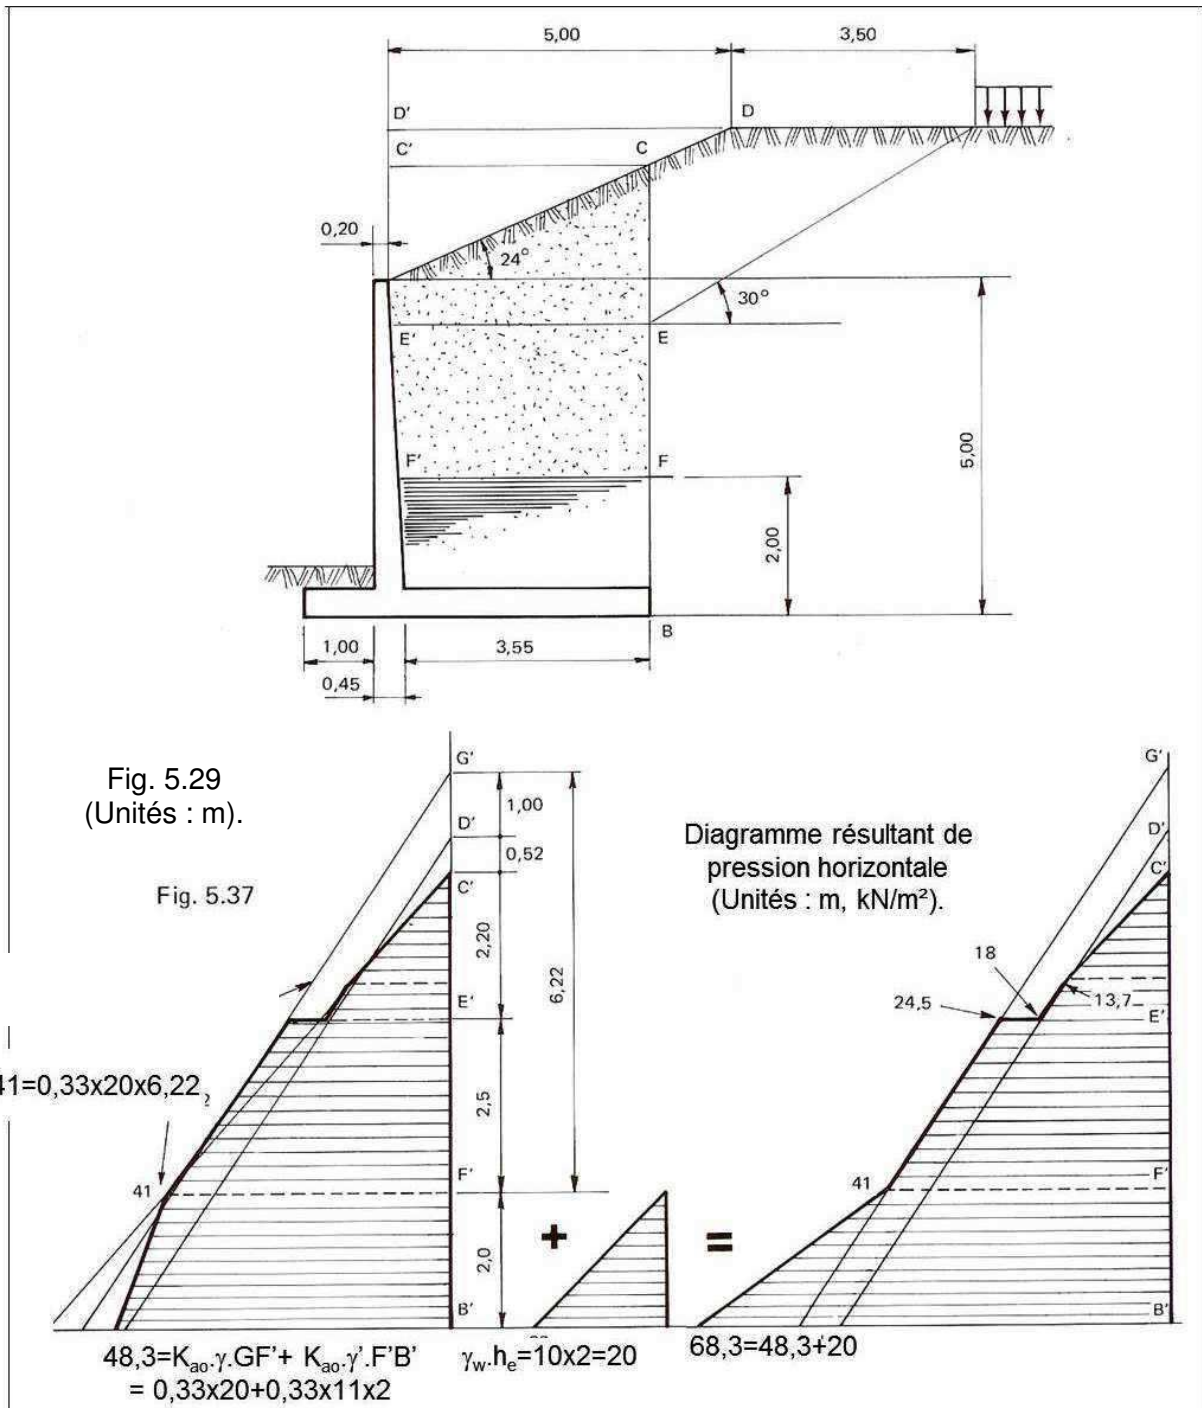 5,00
3,50
D'
D
C'
C
0,20
24°
30°
E'
E
F'
F
5,00
2,00
B
1,00
3,55
0,45
Fig. 5.29
(Unités : m).
Fig. 5.37
G'
1,00
D'
0,52
C'
2,20
6,22
E'
2,5
41=0,33x20x6,22
41
F'
2,0
B'
+
=
Diagramme résultant de
pression horizontale
(Unités : m, kN/m²).
G'
D'
C'
18
24,5
13,7
E'
41
F'
B'
48,3=Kao.γ.GF'+ Kao.γ'.F'B'
= 0,33x20+0,33x11x2
γw.he=10x2=20
68,3=48,3+20